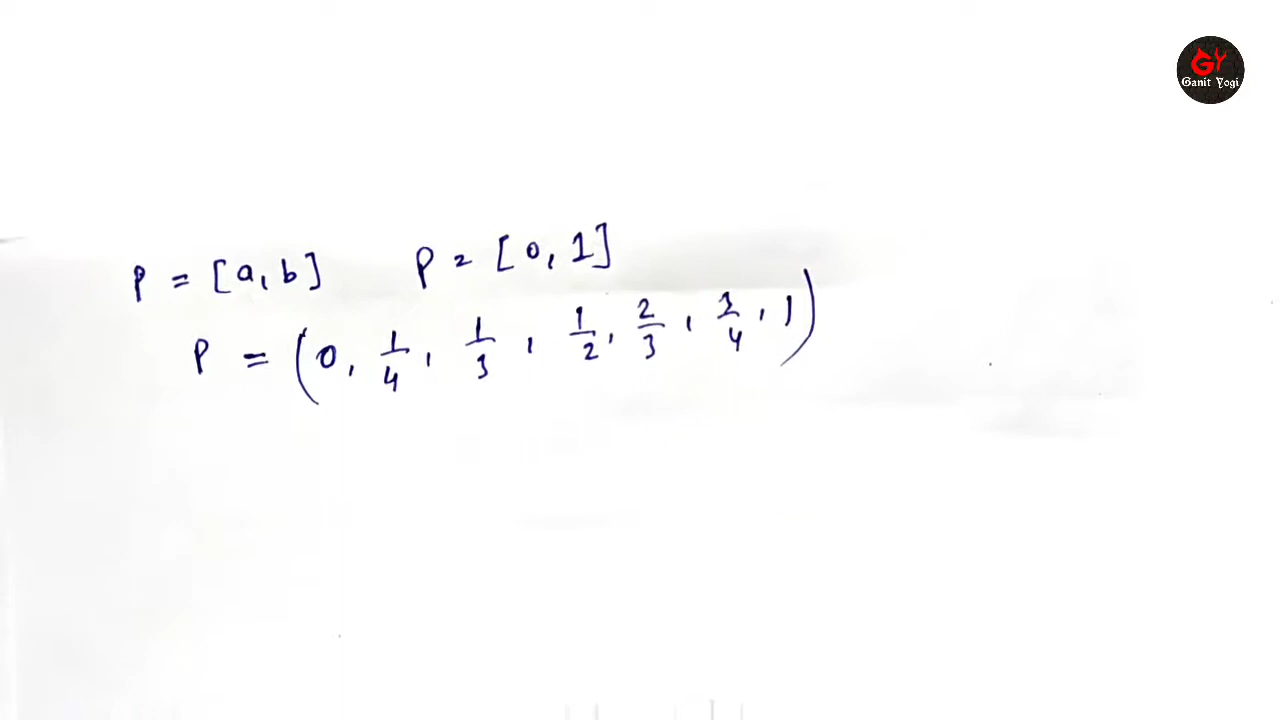 GY
Ganit Yogi
P = [a, b] P = [0, 1]
P = (0, 1/4, 1/3, 1/2, 2/3, 3/4, 1)